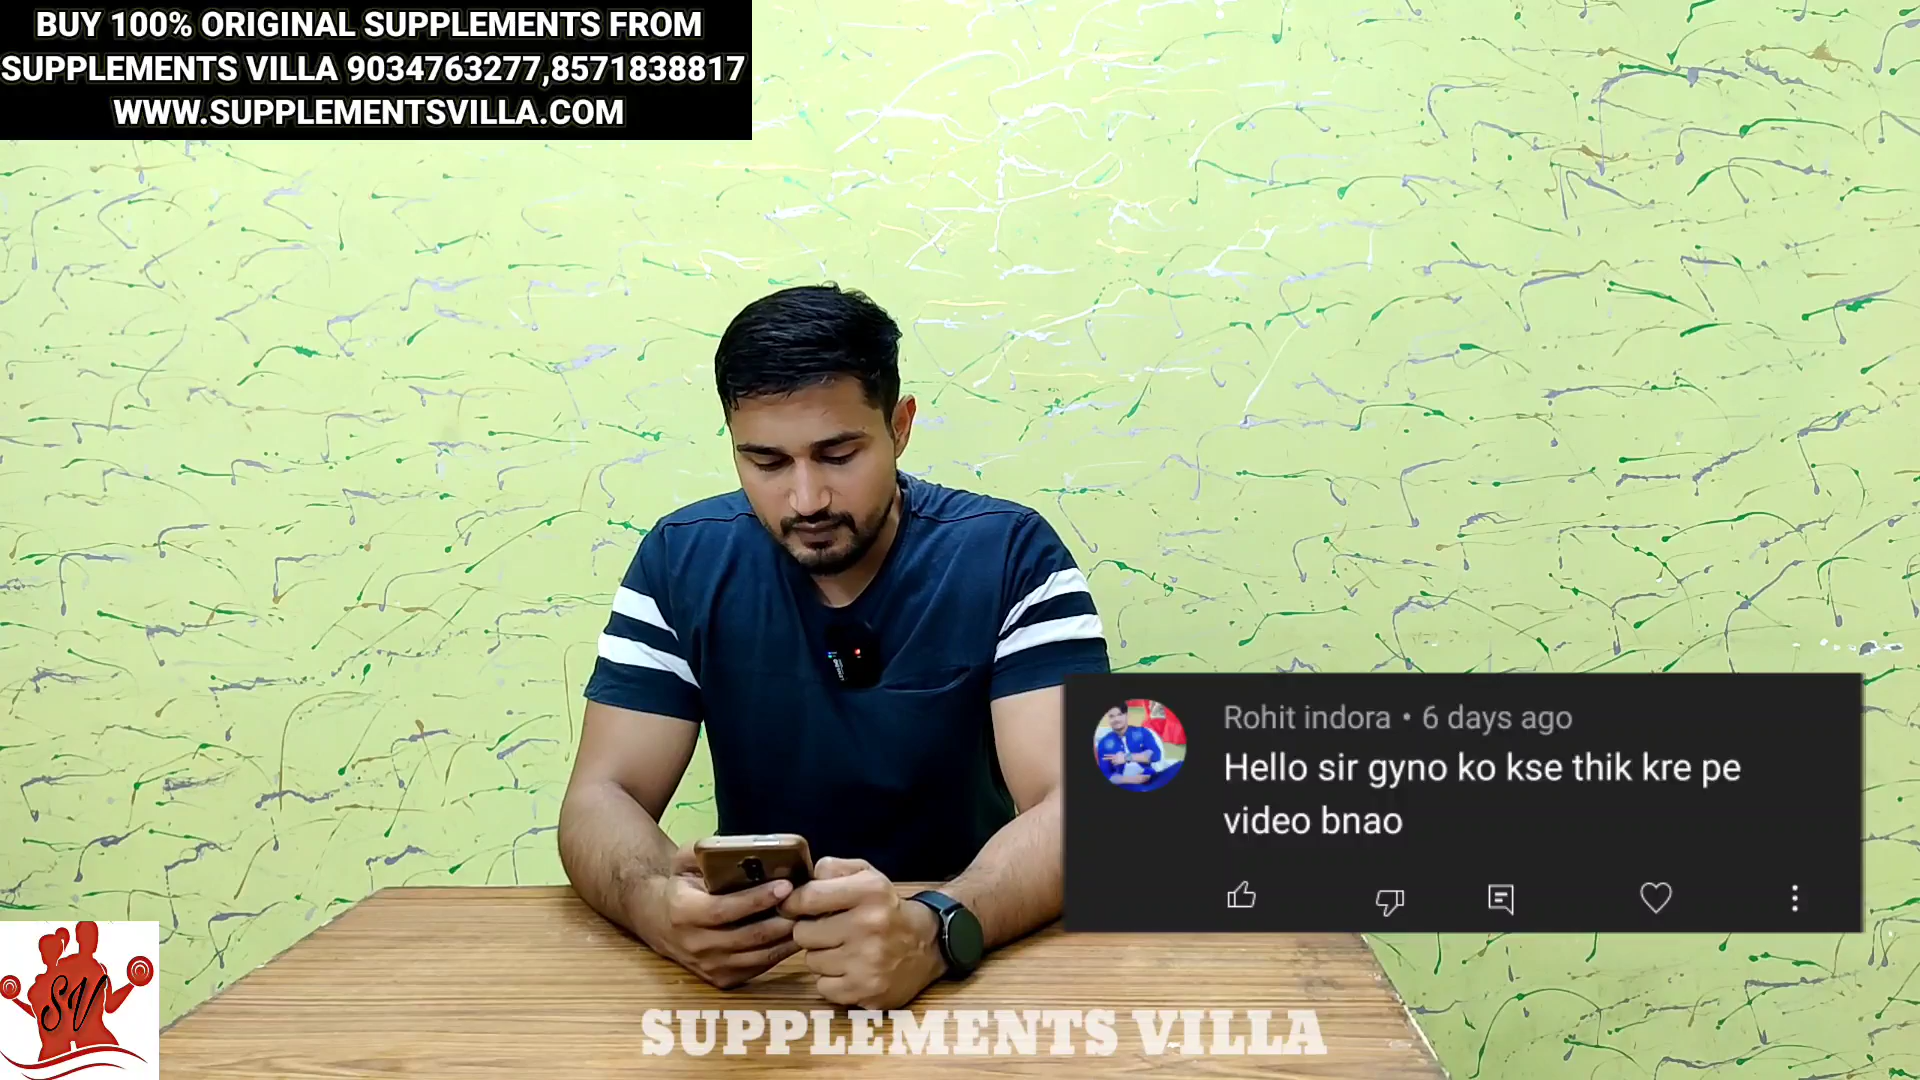 BUY 100% ORIGINAL SUPPLEMENTS FROM
SUPPLEMENTS VILLA 9034763277,8571838817
WWW.SUPPLEMENTSVILLA.COM
Rohit indora • 6 days ago
Hello sir gyno ko kse thik kre pe
video bnao
SV
SUPPLEMENTS VILLA